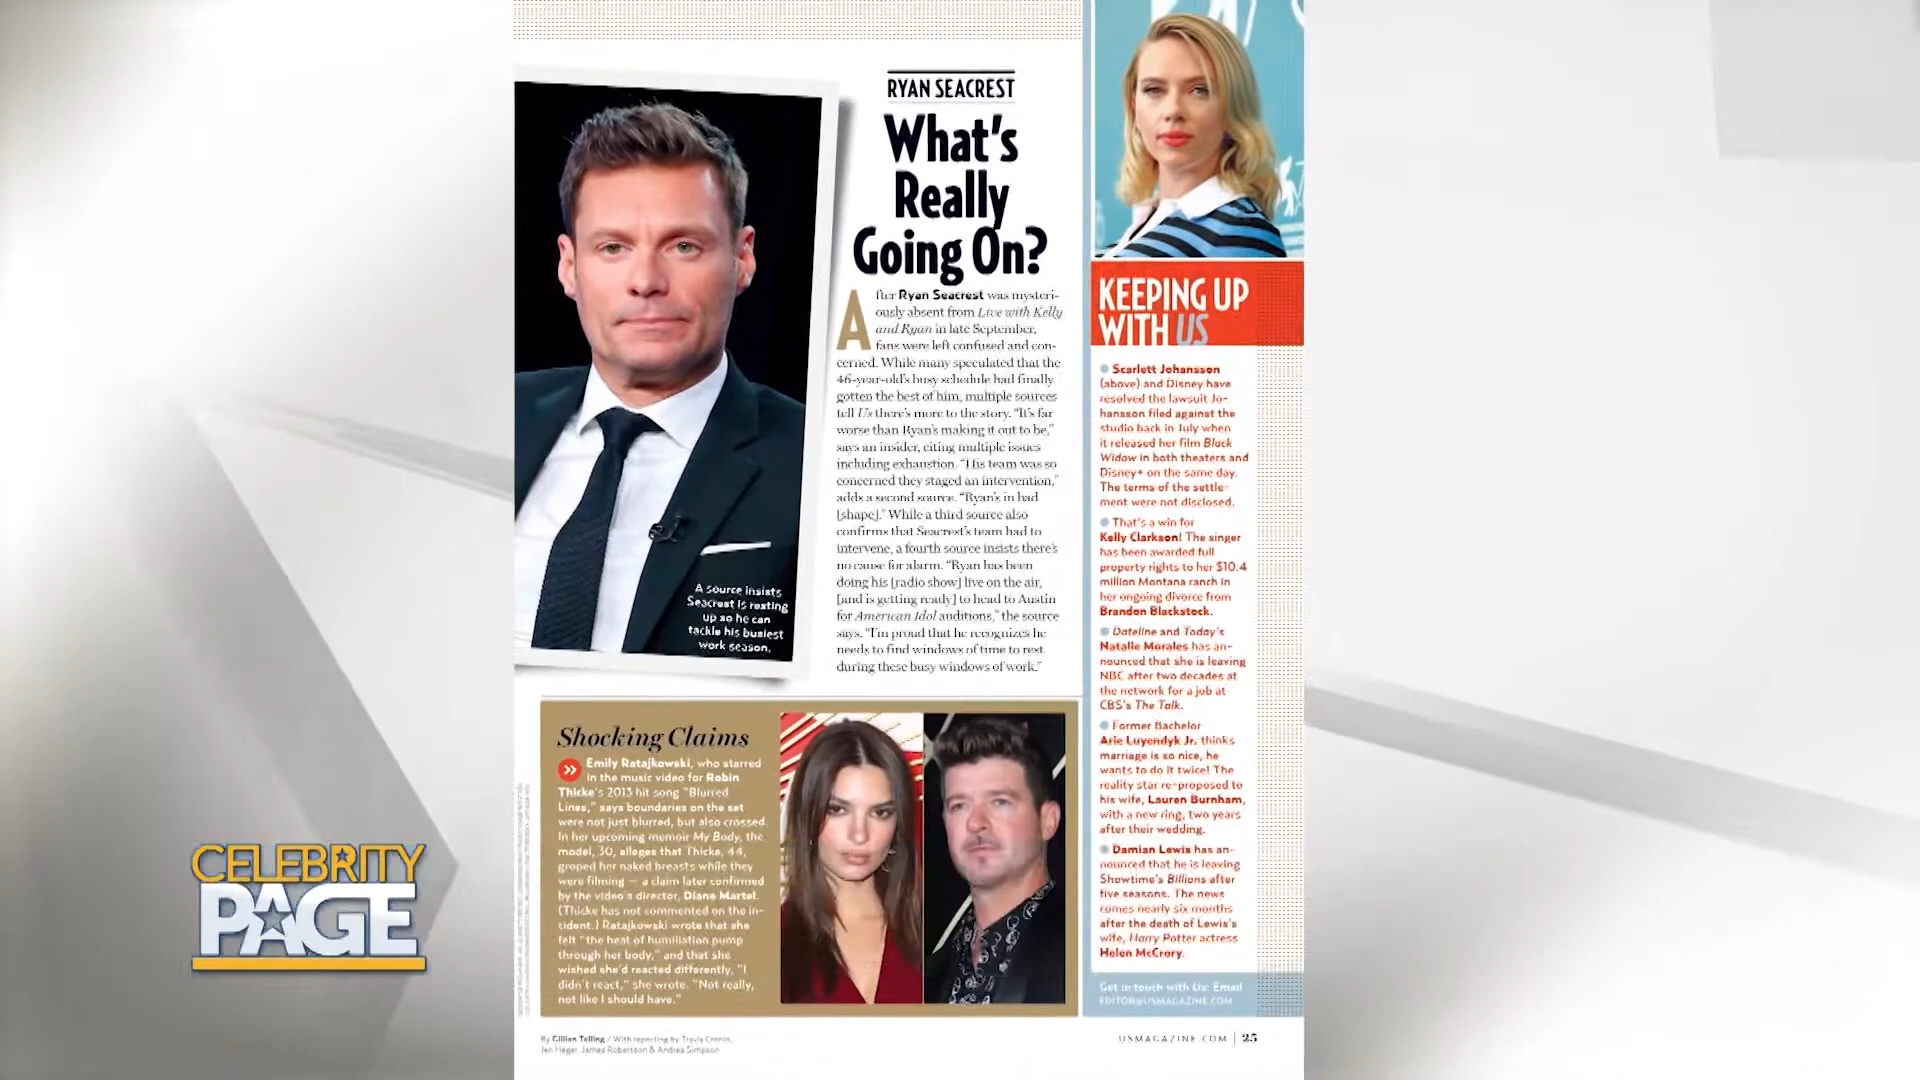 RYAN SEACREST
What's
Really
Going On?
After Ryan Seacrest was mysteri-
ously absent from Live with Kelly
and Ryan in late September,
fans were left confused and con-
cerned. While many speculated that the
46-year-old's busy schedule had finally
gotten the best of him, multiple sources
tell Us there's more to the story. "It's far
worse than Ryan's making it out to be,"
says an insider, citing multiple issues
including exhaustion. "His team was so
concerned they staged an intervention,"
adds a second source. "Ryan's in bad
[shape]." While a third source also
confirms that Seacrest's team had to
intervene, a fourth source insists there's
no cause for alarm. "Ryan has been
doing his [radio show] live on the air,
[and is getting ready] to head to Austin
for American Idol auditions," the source
says. "I'm proud that he recognizes he
needs to find windows of time to rest
during these busy windows of work."
A source insists
Seacrest is resting
up so he can
tackle his busiest
work season.
Shocking Claims
Emily Ratajkowski, who starred
in the music video for Robin
Thicke's 2013 hit song "Blurred
Lines," says boundaries on the set
were not just blurred, but also crossed.
In her upcoming memoir My Body, the
model, 30, alleges that Thicke, 44,
groped her naked breasts while they
were filming — a claim later confirmed
by the video's director, Diane Martel.
(Thicke has not commented on the in-
cident.) Ratajkowski wrote that she
felt "the heat of humiliation pump
through her body," and that she
wished she'd reacted differently. "I
didn't react," she wrote. "Not really,
not like I should have."
By Gillian Telling / With reporting by Travis Cronin,
Jen Heger, James Robertson & Andrea Simpson
KEEPING UP
WITH US
Scarlett Johansson
(above) and Disney have
resolved the lawsuit Jo-
hansson filed against the
studio back in July when
it released her film Black
Widow in both theaters and
Disney+ on the same day.
The terms of the settle-
ment were not disclosed.
That's a win for
Kelly Clarkson! The singer
has been awarded full
property rights to her $10.4
million Montana ranch in
her ongoing divorce from
Brandon Blackstock.
Dateline and Today's
Natalie Morales has an-
nounced that she is leaving
NBC after two decades at
the network for a job at
CBS's The Talk.
Former Bachelor
Arie Luyendyk Jr. thinks
marriage is so nice, he
wants to do it twice! The
reality star re-proposed to
his wife, Lauren Burnham,
with a new ring, two years
after their wedding.
Damian Lewis has an-
nounced that he is leaving
Showtime's Billions after
five seasons. The news
comes nearly six months
after the death of Lewis's
wife, Harry Potter actress
Helen McCrory.
Get in touch with Us: Email
EDITOR@USMAGAZINE.COM
USMAGAZINE.COM | 25
CELEBRITY
PAGE